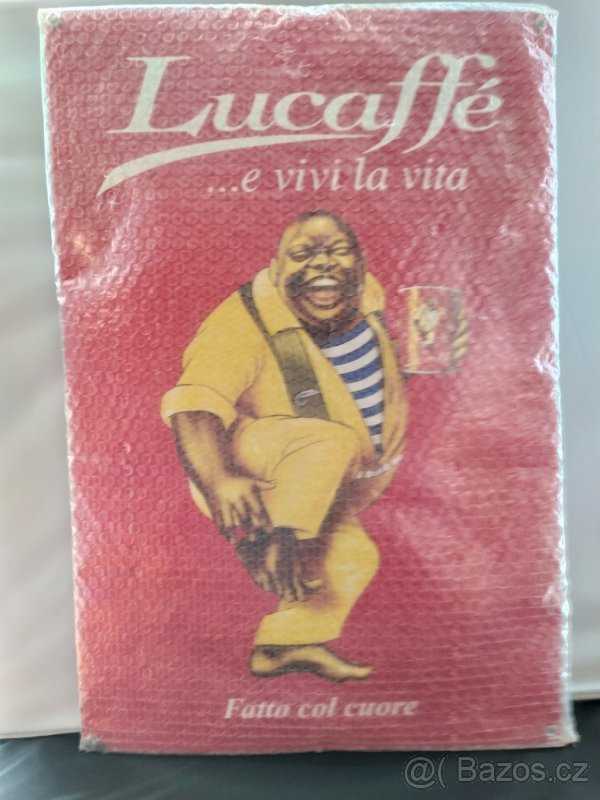 Lucaffé
...e vivi la vita
Fatto col cuore
@ Bazos.cz